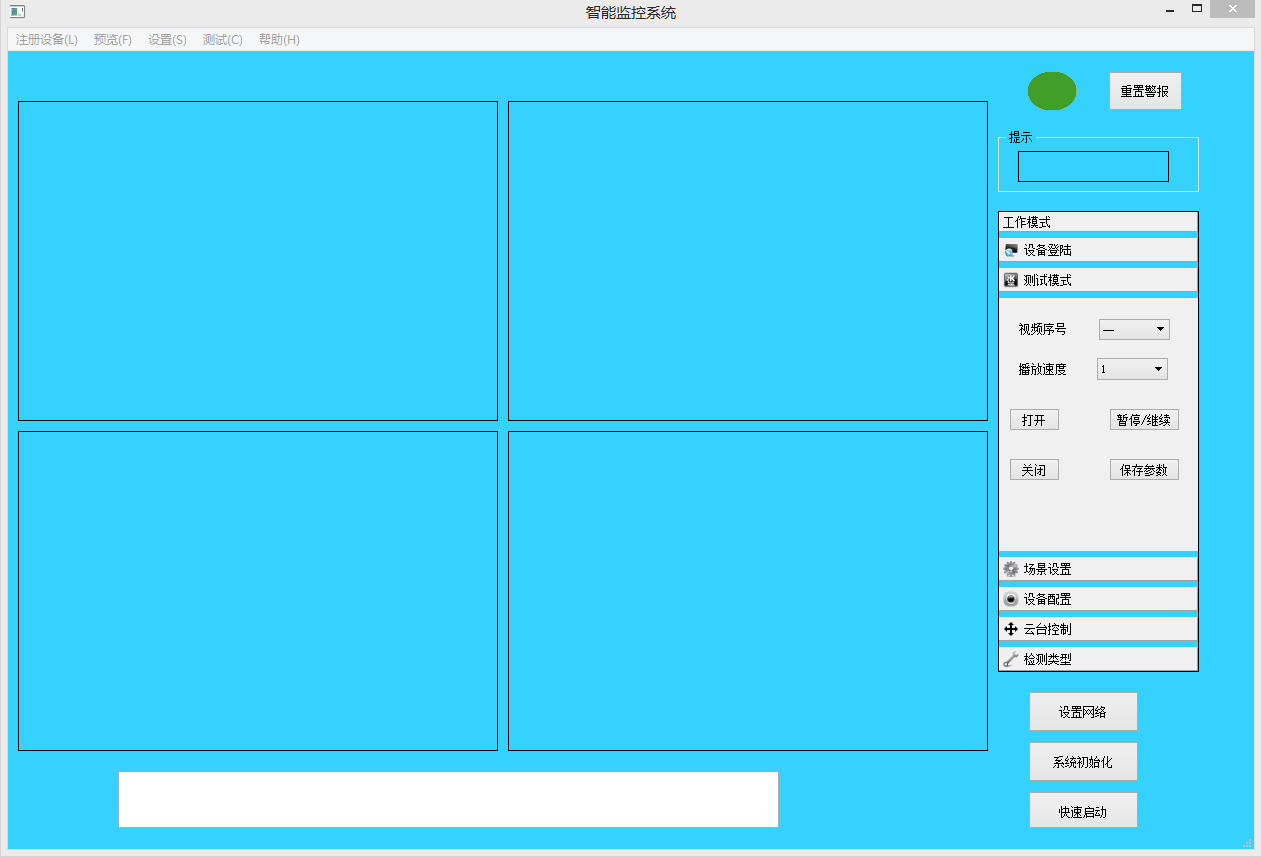 智能监控系统
注册设备(L) 预览(F) 设置(S) 测试(C) 帮助(H)
重置警报
提示
工作模式
设备登陆
测试模式
视频序号 —
播放速度 1
打开 暂停/继续
关闭 保存参数
场景设置
设备配置
云台控制
检测类型
设置网络
系统初始化
快速启动